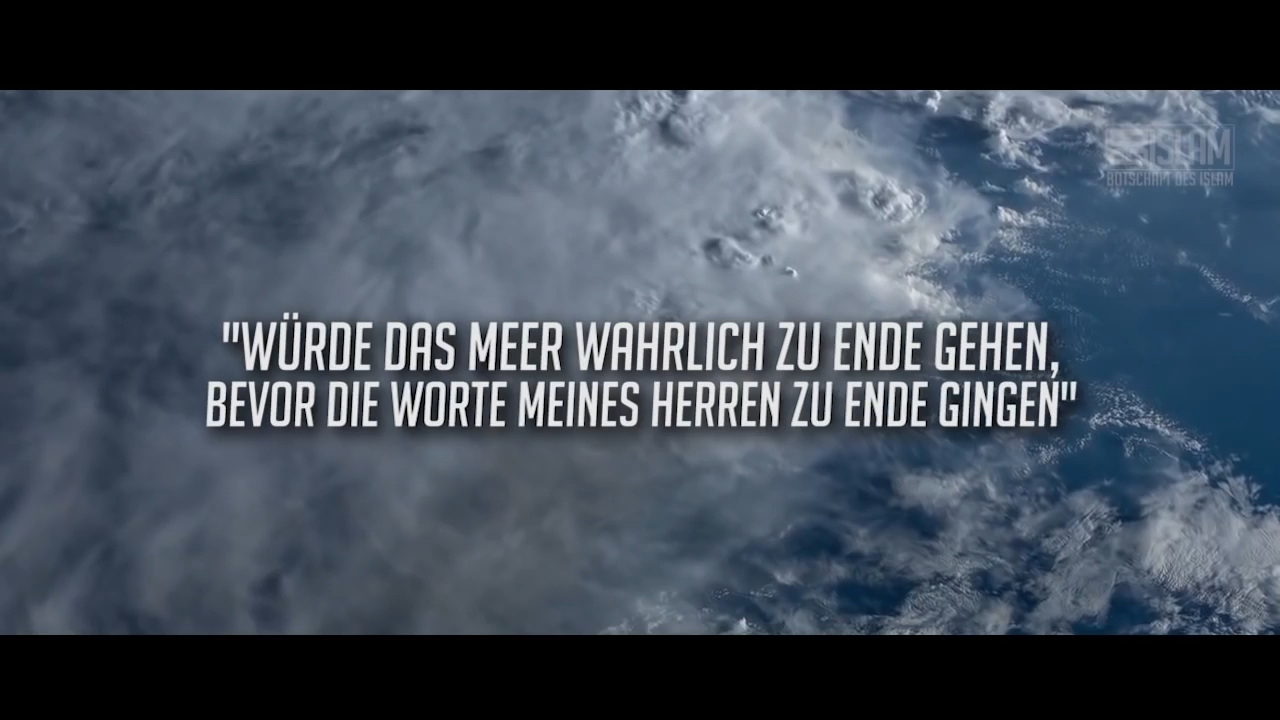 ISLAM
BOTSCHAFT DES ISLAM
"WÜRDE DAS MEER WAHRLICH ZU ENDE GEHEN,
BEVOR DIE WORTE MEINES HERREN ZU ENDE GINGEN"